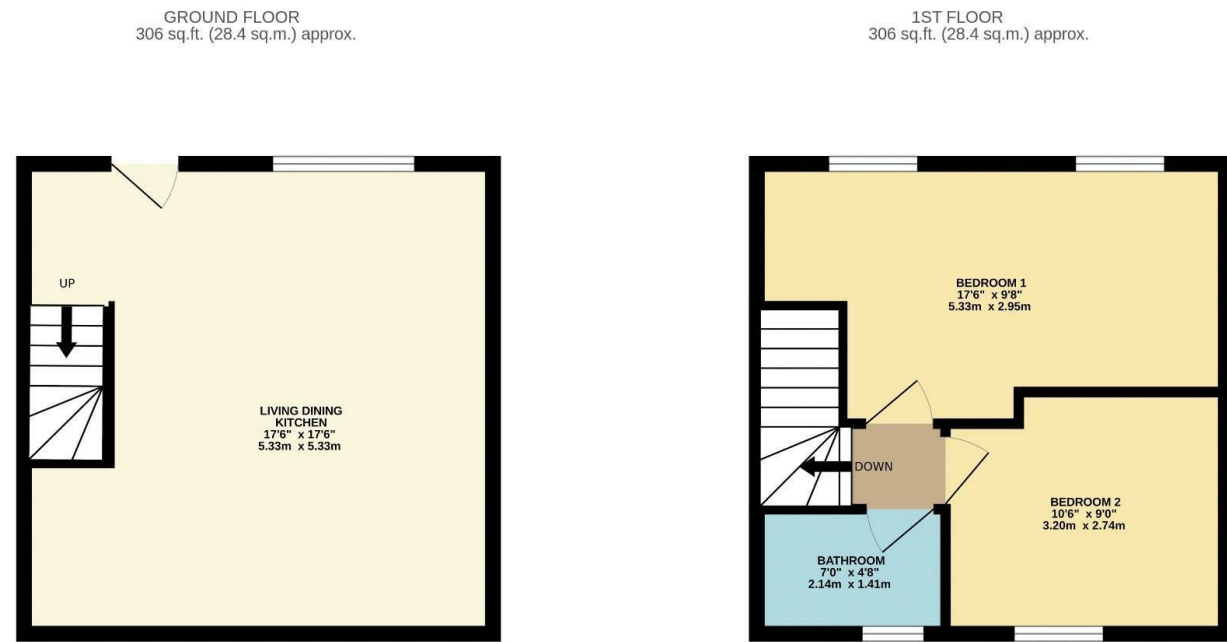 GROUND FLOOR
306 sq.ft. (28.4 sq.m.) approx.
1ST FLOOR
306 sq.ft. (28.4 sq.m.) approx.
UP
LIVING DINING
KITCHEN
17'6" x 17'6"
5.33m x 5.33m
BEDROOM 1
17'6" x 9'8"
5.33m x 2.95m
DOWN
BEDROOM 2
10'6" x 9'0"
3.20m x 2.74m
BATHROOM
7'0" x 4'8"
2.14m x 1.41m